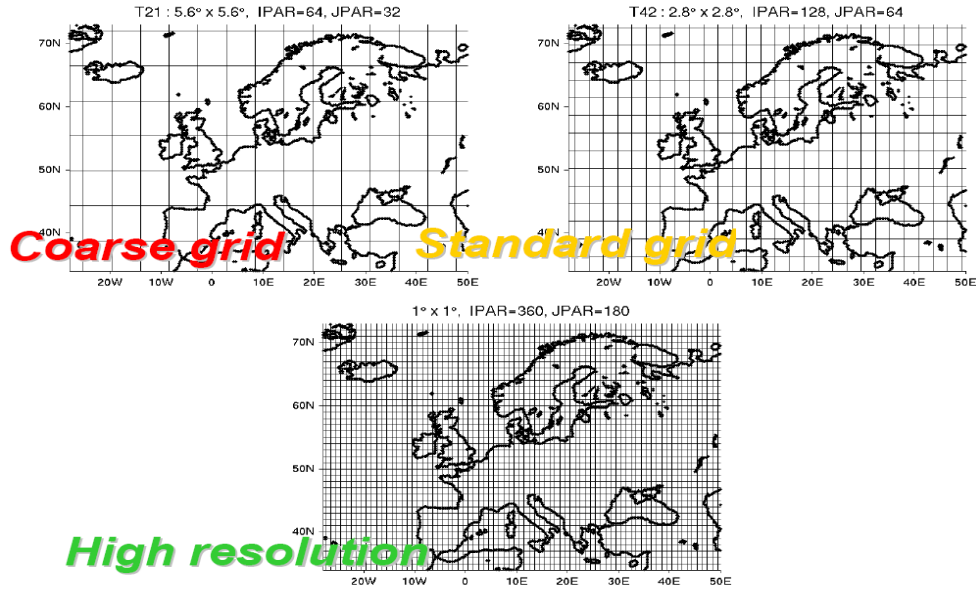 T21 : 5.6° x 5.6°, IPAR=64, JPAR=32
70N
60N
50N
40N
20W 10W 0 10E 20E 30E 40E 50E
Coarse grid
T42 : 2.8° x 2.8°, IPAR=128, JPAR=64
70N
60N
50N
40N
20W 10W 0 10E 20E 30E 40E 50E
Standard grid
1° x 1°, IPAR=360, JPAR=180
70N
60N
50N
40N
20W 10W 0 10E 20E 30E 40E 50E
High resolution